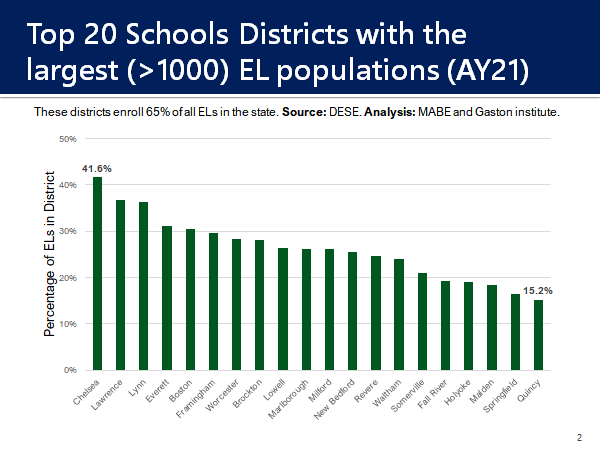 Top 20 Schools Districts with the
largest (>1000) EL populations (AY21)
These districts enroll 65% of all ELs in the state. Source: DESE. Analysis: MABE and Gaston institute.
Percentage of ELs in District
50%
40%
30%
20%
10%
0%
41.6%
15.2%
Chelsea
Lawrence
Lynn
Everett
Boston
Framingham
Worcester
Brockton
Lowell
Marlborough
Milford
New Bedford
Revere
Waltham
Somerville
Fall River
Holyoke
Malden
Springfield
Quincy
2